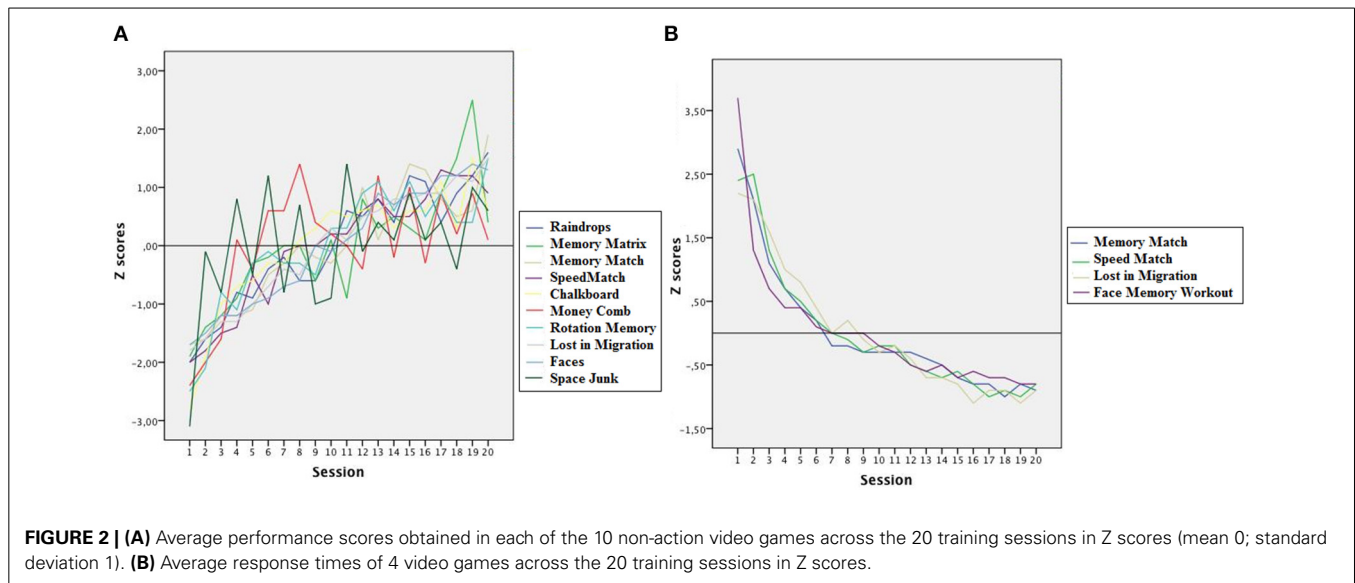 A
3,00
2,00
1,00
,00
−1,00
−2,00
−3,00
Z scores
1 2 3 4 5 6 7 8 9 10 11 12 13 14 15 16 17 18 19 20
Session
Raindrops
Memory Matrix
Memory Match
SpeedMatch
Chalkboard
Money Comb
Rotation Memory
Lost in Migration
Faces
Space Junk
B
3,50
2,50
1,50
,50
-,50
−1,50
Z scores
1 2 3 4 5 6 7 8 9 10 11 12 13 14 15 16 17 18 19 20
Session
Memory Match
Speed Match
Lost in Migration
Face Memory Workout
FIGURE 2 | (A) Average performance scores obtained in each of the 10 non-action video games across the 20 training sessions in Z scores (mean 0; standard
deviation 1). (B) Average response times of 4 video games across the 20 training sessions in Z scores.